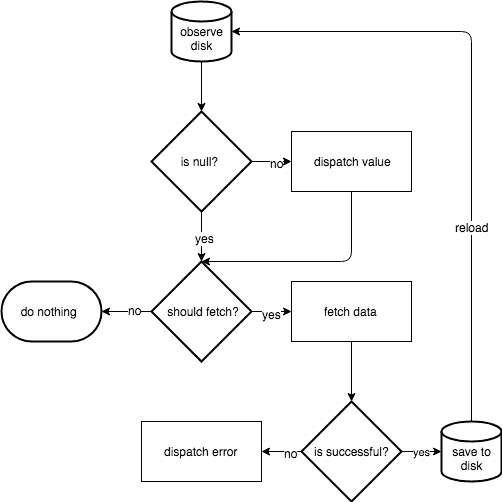 observe
disk
is null?
no
dispatch value
yes
reload
do nothing
no
should fetch?
yes
fetch data
dispatch error
no
is successful?
yes
save to
disk